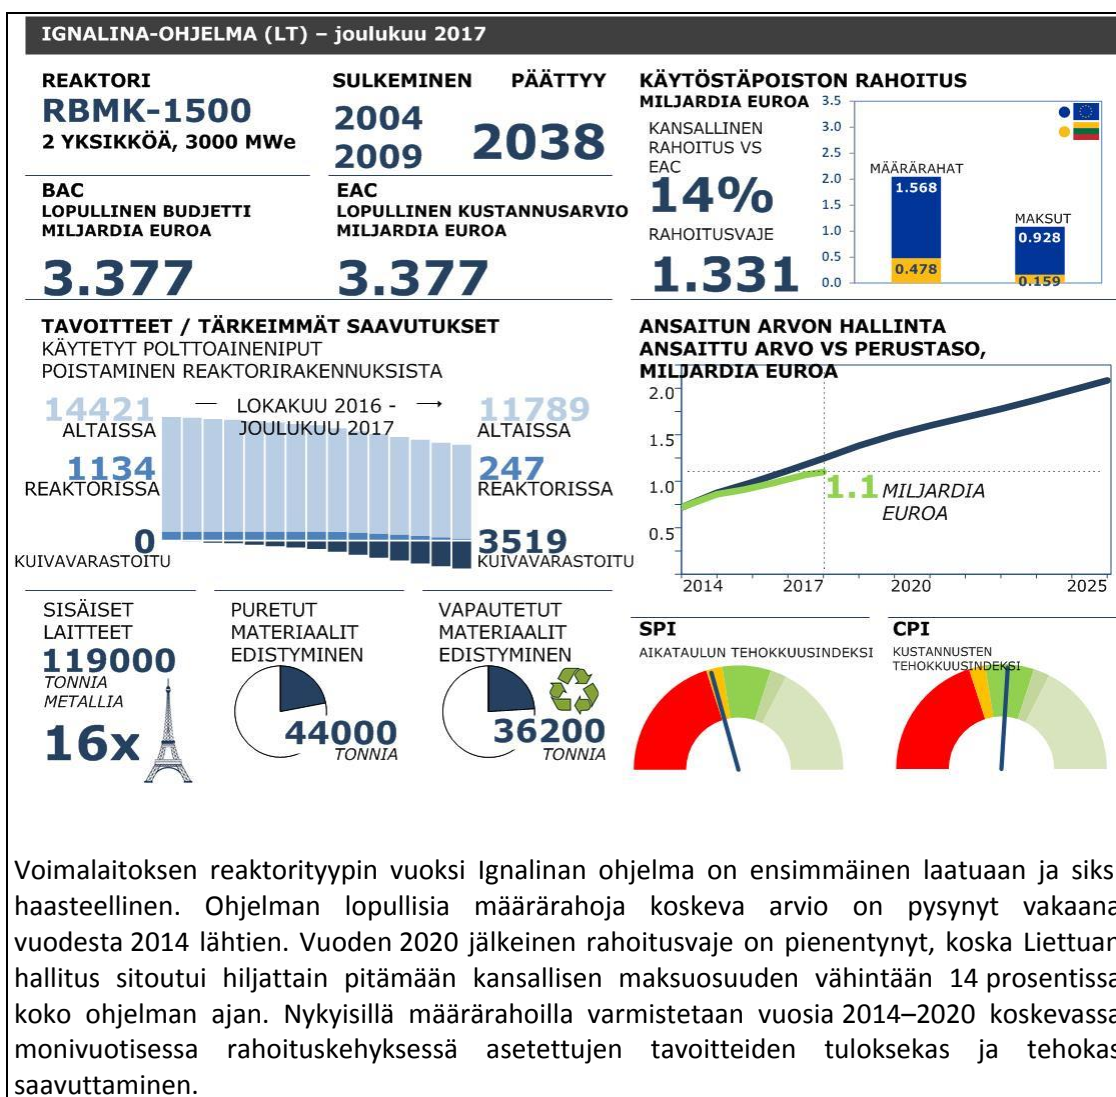 IGNALINA-OHJELMA (LT) – joulukuu 2017
REAKTORI
RBMK-1500
2 YKSIKKÖÄ, 3000 MWe
SULKEMINEN
2004
2009
PÄÄTTYY
2038
BAC
LOPULLINEN BUDJETTI
MILJARDIA EUROA
3.377
EAC
LOPULLINEN KUSTANNUSARVIO
MILJARDIA EUROA
3.377
KÄYTÖSTÄPOISTON RAHOITUS
MILJARDIA EUROA
KANSALLINEN
RAHOITUS VS
EAC
14%
RAHOITUSVAJE
1.331
3.5
3.0
2.5
2.0
1.5
1.0
0.5
0.0
MÄÄRÄRAHAT
1.568
0.478
MAKSUT
0.928
0.159
TAVOITTEET / TÄRKEIMMÄT SAAVUTUKSET
KÄYTETYT POLTTOAINENIPUT
POISTAMINEN REAKTORIRAKENNUKSISTA
14421
ALTAISSA
1134
REAKTORISSA
0
KUIVAVARASTOITU
LOKAKUU 2016 -
JOULUKUU 2017
11789
ALTAISSA
247
REAKTORISSA
3519
KUIVAVARASTOITU
ANSAITUN ARVON HALLINTA
ANSAITTU ARVO VS PERUSTASO,
MILJARDIA EUROA
2.0
1.5
1.0
0.5
1.1 MILJARDIA
EUROA
2014 2017 2020 2025
SISÄISET
LAITTEET
119000
TONNIA
METALLIA
16x
PURETUT
MATERIAALIT
EDISTYMINEN
44000
TONNIA
VAPAUTETUT
MATERIAALIT
EDISTYMINEN
36200
TONNIA
SPI
AIKATAULUN TEHOKKUUSINDEKSI
CPI
KUSTANNUSTEN
TEHOKKUUSINDEKSI
Voimalaitoksen reaktorityypin vuoksi Ignalinan ohjelma on ensimmäinen laatuaan ja siks
haasteellinen. Ohjelman lopullisia määrärahoja koskeva arvio on pysynyt vakaana
vuodesta 2014 lähtien. Vuoden 2020 jälkeinen rahoitusvaje on pienentynyt, koska Liettuan
hallitus sitoutui hiljattain pitämään kansallisen maksuosuuden vähintään 14 prosentissa
koko ohjelman ajan. Nykyisillä määrärahoilla varmistetaan vuosia 2014–2020 koskevassa
monivuotisessa rahoituskehyksessä asetettujen tavoitteiden tuloksekas ja tehokas
saavuttaminen.